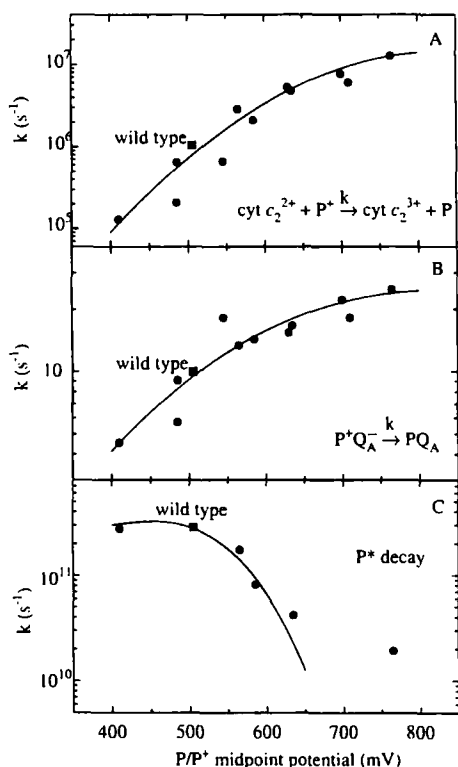 A
10⁷
k (s⁻¹)
wild type
10⁶
cyt c₂²⁺ + P⁺ →k cyt c₂³⁺ + P
10⁵
B
k (s⁻¹)
wild type
10
P⁺Q_A⁻ →k PQ_A
C
wild type
P* decay
k (s⁻¹)
10¹¹
10¹⁰
400 500 600 700 800
P/P⁺ midpoint potential (mV)